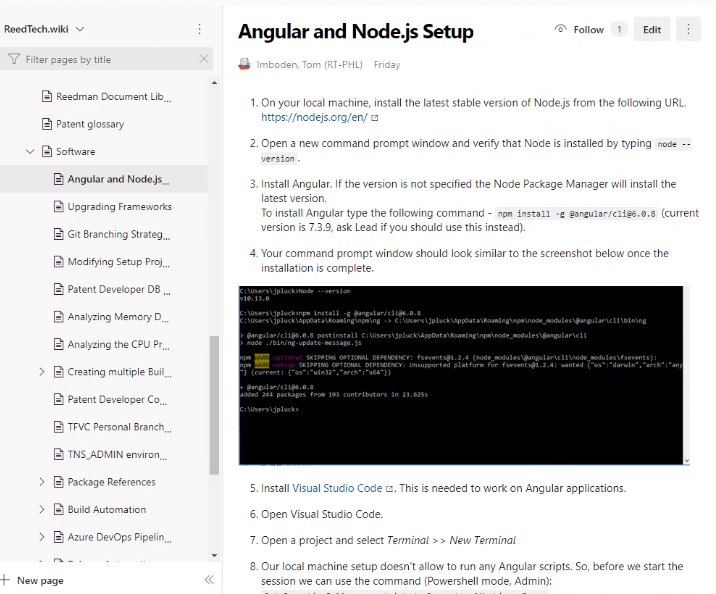 ReedTech.wiki
Filter pages by title
Reedman Document Lib...
Patent glossary
Software
Angular and Node.js...
Upgrading Frameworks
Git Branching Strateg...
Modifying Setup Proj...
Patent Developer DB ...
Analyzing Memory D...
Analyzing the CPU Pr...
Creating multiple Buil...
Patent Developer Co...
TFVC Personal Branch...
TNS_ADMIN environ...
Package References
Build Automation
Azure DevOps Pipelin...
New page
Angular and Node.js Setup
Follow 1 Edit
Imboden, Tom (RT-PHL) Friday
1. On your local machine, install the latest stable version of Node.js from the following URL.
https://nodejs.org/en/
2. Open a new command prompt window and verify that Node is installed by typing node --
version.
3. Install Angular. If the version is not specified the Node Package Manager will install the
latest version.
To install Angular type the following command - npm install -g @angular/cli@6.0.8 (current
version is 7.3.9, ask Lead if you should use this instead).
4. Your command prompt window should look similar to the screenshot below once the
installation is complete.
C:\Users\jpluck>Node --version
v10.13.0
C:\Users\jpluck>npm install -g @angular/cli@6.0.8
C:\Users\jpluck\AppData\Roaming\npm\ng -> C:\Users\jpluck\AppData\Roaming\npm\node_modules\@angular\cli\bin\ng
> @angular/cli@6.0.8 postinstall C:\Users\jpluck\AppData\Roaming\npm\node_modules\@angular\cli
> node ./bin/ng-update-message.js
npm WARN optional SKIPPING OPTIONAL DEPENDENCY: fsevents@1.2.4 (node_modules\@angular\cli\node_modules\fsevents):
npm WARN notsup SKIPPING OPTIONAL DEPENDENCY: Unsupported platform for fsevents@1.2.4: wanted {"os":"darwin","arch":"any
"} (current: {"os":"win32","arch":"x64"})
+ @angular/cli@6.0.8
added 244 packages from 193 contributors in 23.625s
C:\Users\jpluck>
5. Install Visual Studio Code. This is needed to work on Angular applications.
6. Open Visual Studio Code.
7. Open a project and select Terminal >> New Terminal
8. Our local machine setup doesn't allow to run any Angular scripts. So, before we start the
session we can use the command (Powershell mode, Admin):